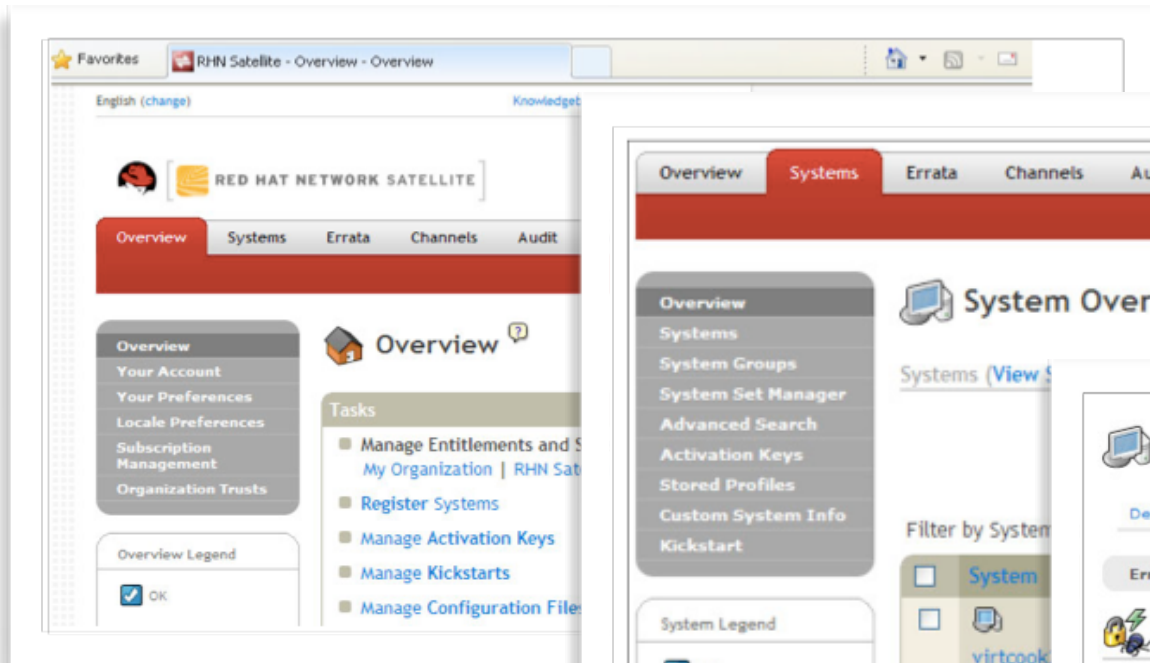 Favorites
RHN Satellite - Overview - Overview
English (change)
RED HAT NETWORK SATELLITE
Overview Systems Errata Channels Audit
Overview
Your Account
Your Preferences
Locale Preferences
Subscription
Management
Organization Trusts
Overview Legend
OK
Overview
Tasks
Manage Entitlements and
My Organization | RHN
Register Systems
Manage Activation Keys
Manage Kickstarts
Manage Configuration
Overview Systems Errata Channels
Overview
Systems
System Groups
System Set Manager
Advanced Search
Activation Keys
Stored Profiles
Custom System Info
Kickstart
System Legend
System
Systems (View
Filter by System
System
virtcook